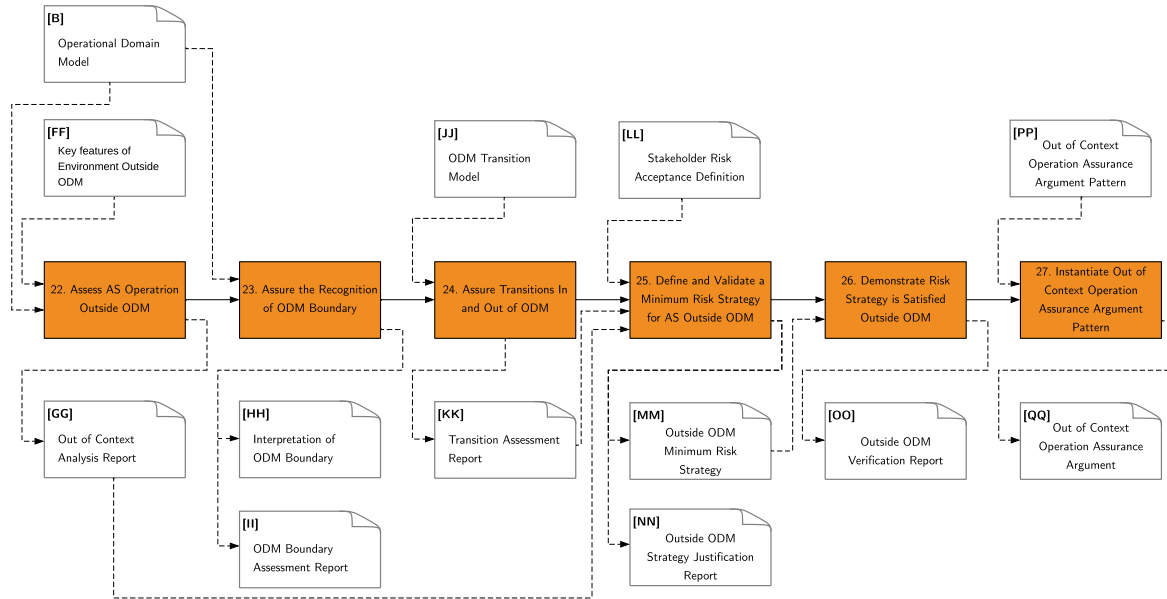 [B]
Operational Domain
Model
[FF]
Key features of
Environment Outside
ODM
[JJ]
ODM Transition
Model
[LL]
Stakeholder Risk
Acceptance Definition
[PP]
Out of Context
Operation Assurance
Argument Pattern
22. Assess AS Operatrion
Outside ODM
23. Assure the Recognition
of ODM Boundary
24. Assure Transitions In
and Out of ODM
25. Define and Validate a
Minimum Risk Strategy
for AS Outside ODM
26. Demonstrate Risk
Strategy is Satisfied
Outside ODM
27. Instantiate Out of
Context Operation
Assurance Argument
Pattern
[GG]
Out of Context
Analysis Report
[HH]
Interpretation of
ODM Boundary
[KK]
Transition Assessment
Report
[MM]
Outside ODM
Minimum Risk
Strategy
[OO]
Outside ODM
Verification Report
[QQ]
Out of Context
Operation Assurance
Argument
[II]
ODM Boundary
Assessment Report
[NN]
Outside ODM
Strategy Justification
Report